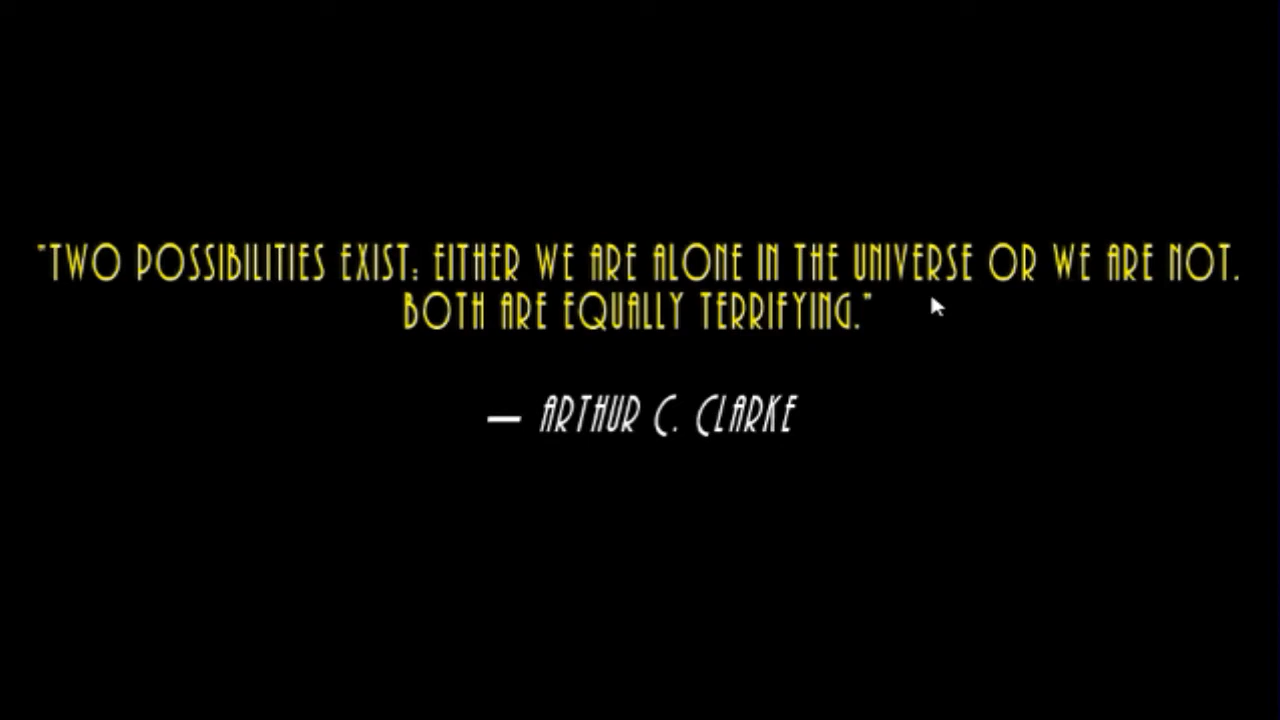 "TWO POSSIBILITIES EXIST: EITHER WE ARE ALONE IN THE UNIVERSE OR WE ARE NOT.
BOTH ARE EQUALLY TERRIFYING."
— ARTHUR C. CLARKE